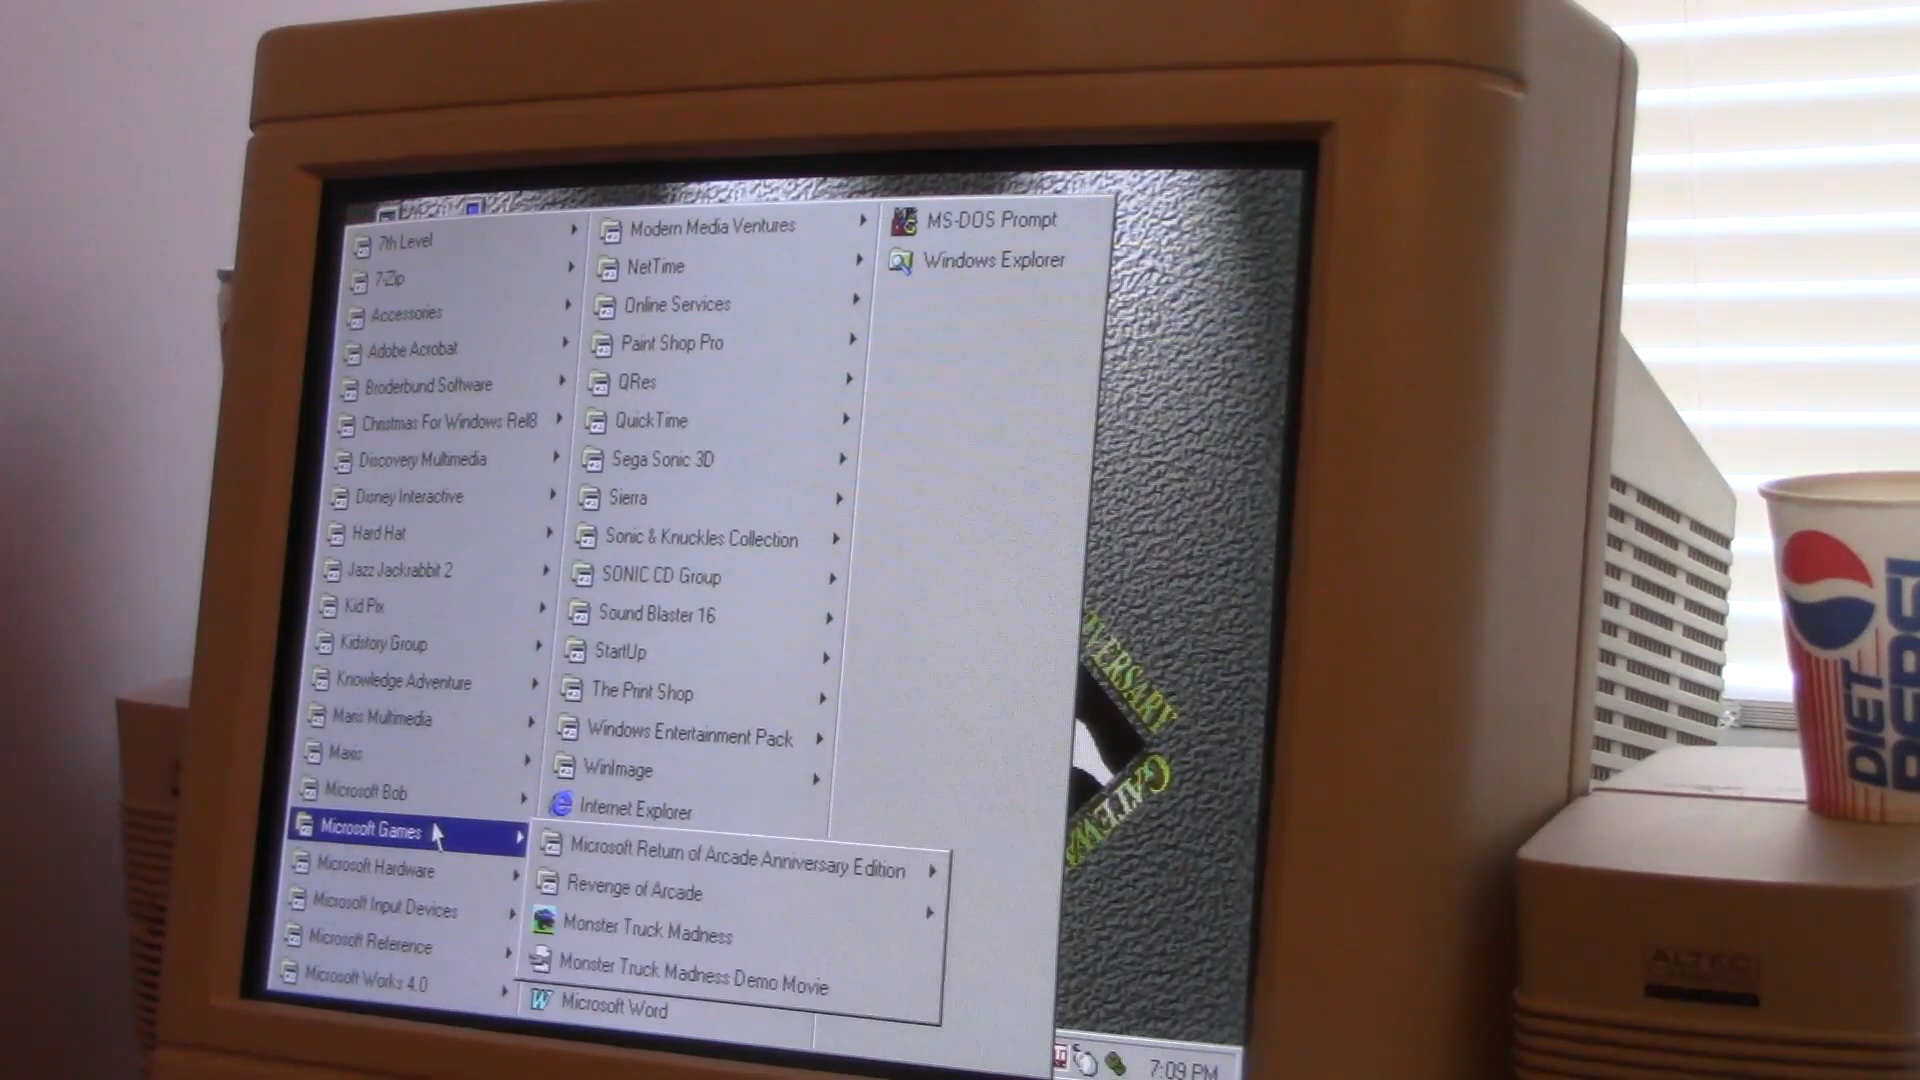 7th Level
7-Zip
Accessories
Adobe Acrobat
Broderbund Software
Christmas For Windows Rel8
Discovery Multimedia
Disney Interactive
Hard Hat
Jazz Jackrabbit 2
Kid Pix
Kidstory Group
Knowledge Adventure
Maris Multimedia
Maxis
Microsoft Bob
Microsoft Games
Microsoft Hardware
Microsoft Input Devices
Microsoft Reference
Microsoft Works 4.0
Modern Media Ventures
NetTime
Online Services
Paint Shop Pro
QRes
QuickTime
Sega Sonic 3D
Sierra
Sonic & Knuckles Collection
SONIC CD Group
Sound Blaster 16
StartUp
The Print Shop
Windows Entertainment Pack
WinImage
Internet Explorer
Microsoft Return of Arcade Anniversary Edition
Revenge of Arcade
Monster Truck Madness
Monster Truck Madness Demo Movie
Microsoft Word
MS-DOS Prompt
Windows Explorer
VERSARY
GATEWA
7:09 PM
DIET
PEPSI
ALTEC